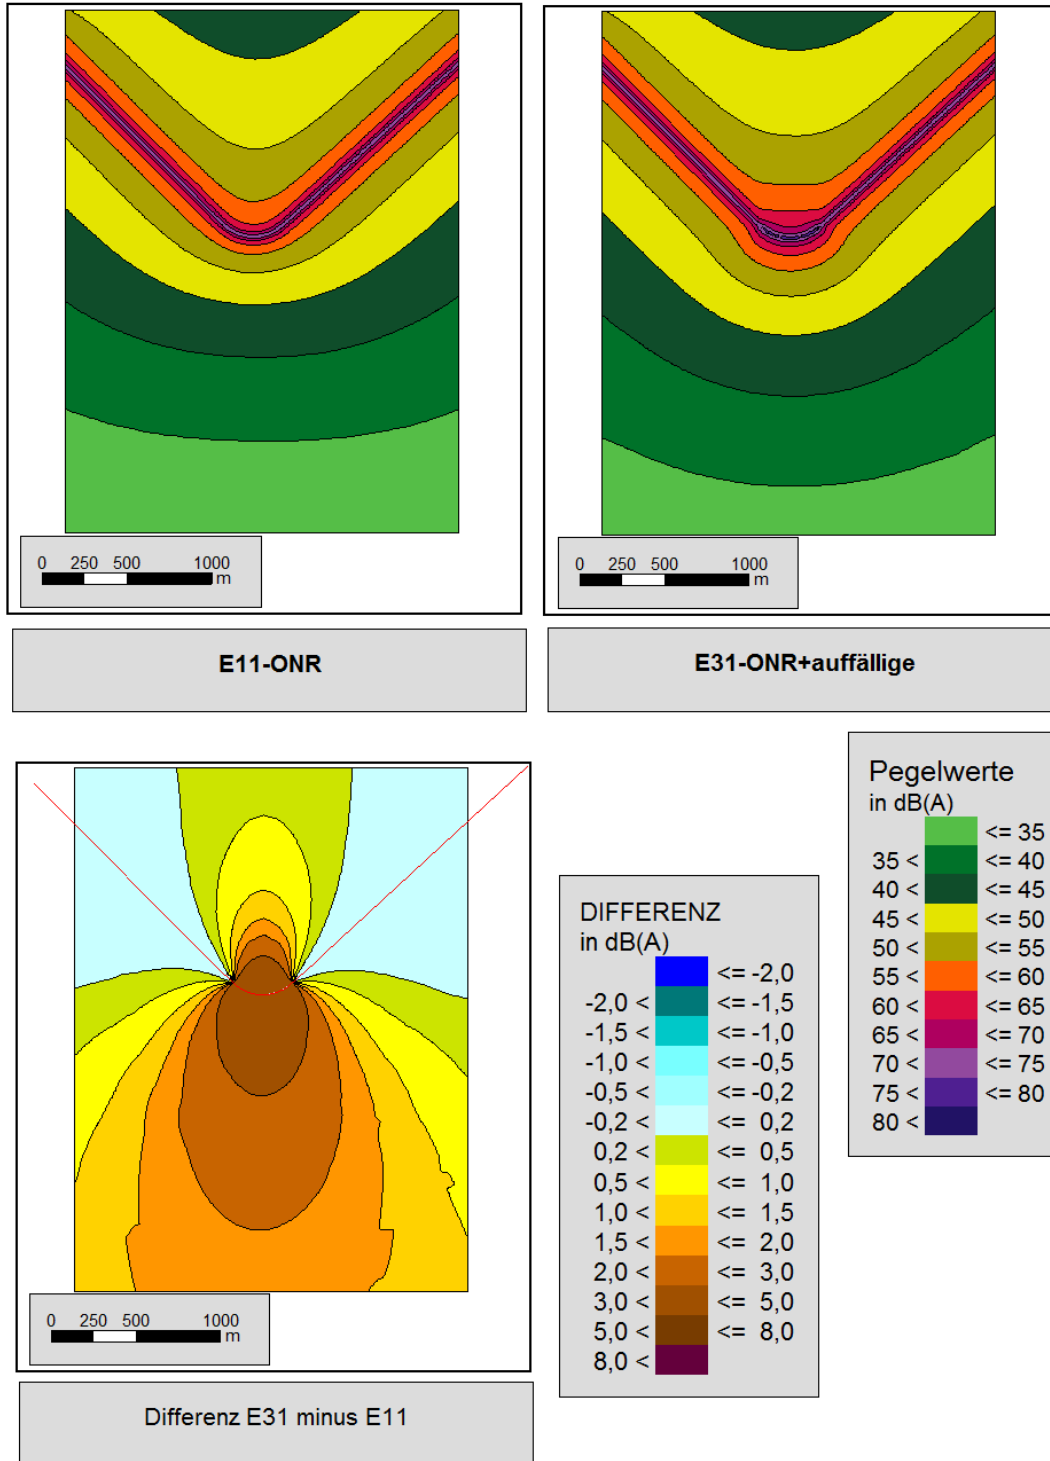 0 250 500 1000
m
0 250 500 1000
m
E11-ONR
E31-ONR+auffällige
Pegelwerte
in dB(A)
<= 35
35 < <= 40
40 < <= 45
45 < <= 50
50 < <= 55
55 < <= 60
60 < <= 65
65 < <= 70
70 < <= 75
75 < <= 80
80 <
DIFFERENZ
in dB(A)
<= -2,0
-2,0 < <= -1,5
-1,5 < <= -1,0
-1,0 < <= -0,5
-0,5 < <= -0,2
-0,2 < <= 0,2
0,2 < <= 0,5
0,5 < <= 1,0
1,0 < <= 1,5
1,5 < <= 2,0
2,0 < <= 3,0
3,0 < <= 5,0
5,0 < <= 8,0
8,0 <
0 250 500 1000
m
Differenz E31 minus E11